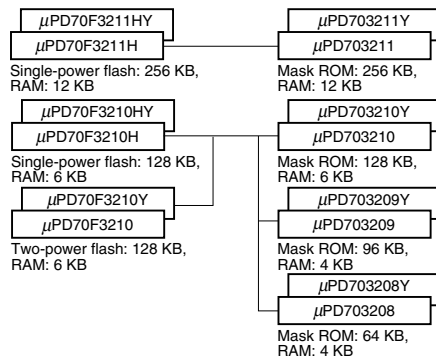 μPD70F3211HY
μPD70F3211H
Single-power flash: 256 KB,
RAM: 12 KB
μPD703211Y
μPD703211
Mask ROM: 256 KB,
RAM: 12 KB
μPD70F3210HY
μPD70F3210H
Single-power flash: 128 KB,
RAM: 6 KB
μPD703210Y
μPD703210
Mask ROM: 128 KB,
RAM: 6 KB
μPD70F3210Y
μPD70F3210
Two-power flash: 128 KB,
RAM: 6 KB
μPD703209Y
μPD703209
Mask ROM: 96 KB,
RAM: 4 KB
μPD703208Y
μPD703208
Mask ROM: 64 KB,
RAM: 4 KB